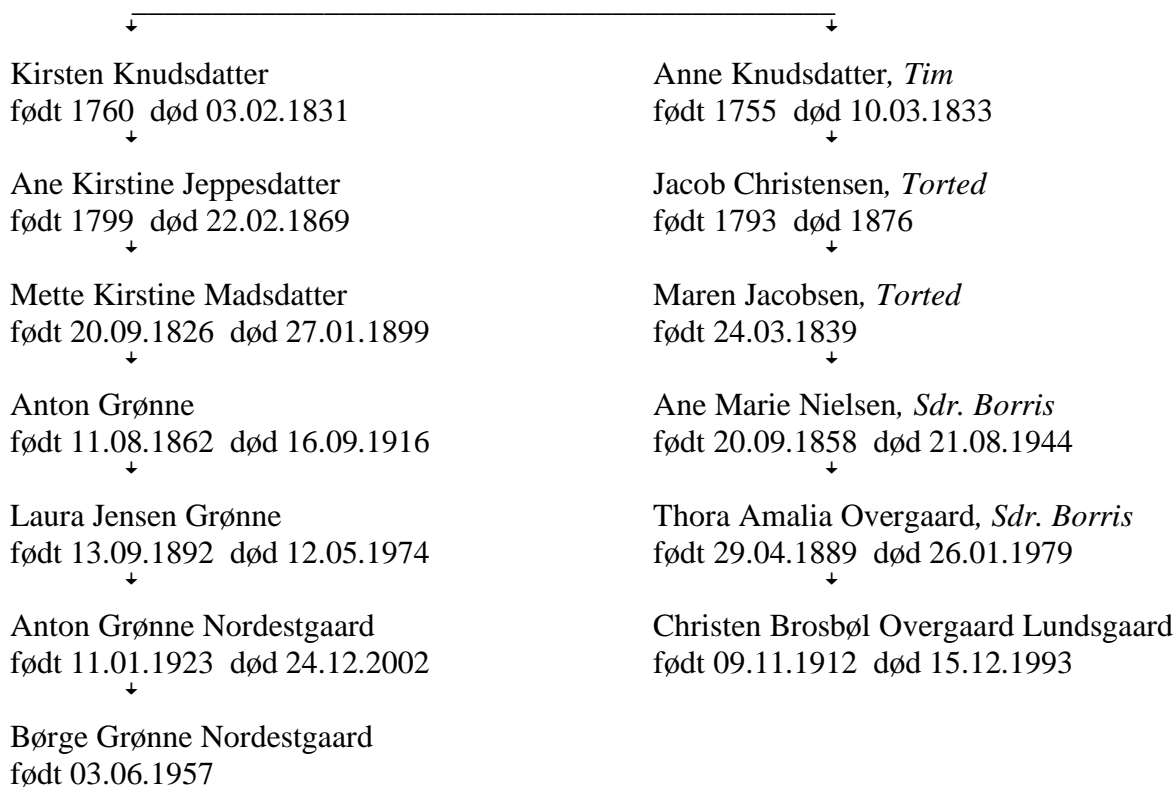 Kirsten Knudsdatter
født 1760  død 03.02.1831
Ane Kirstine Jeppesdatter
født 1799  død 22.02.1869
Mette Kirstine Madsdatter
født 20.09.1826  død 27.01.1899
Anton Grønne
født 11.08.1862  død 16.09.1916
Laura Jensen Grønne
født 13.09.1892  død 12.05.1974
Anton Grønne Nordestgaard
født 11.01.1923  død 24.12.2002
Børge Grønne Nordestgaard
født 03.06.1957
Anne Knudsdatter, Tim
født 1755  død 10.03.1833
Jacob Christensen, Torted
født 1793  død 1876
Maren Jacobsen, Torted
født 24.03.1839
Ane Marie Nielsen, Sdr. Borris
født 20.09.1858  død 21.08.1944
Thora Amalia Overgaard, Sdr. Borris
født 29.04.1889  død 26.01.1979
Christen Brosbøl Overgaard Lundsgaard
født 09.11.1912  død 15.12.1993